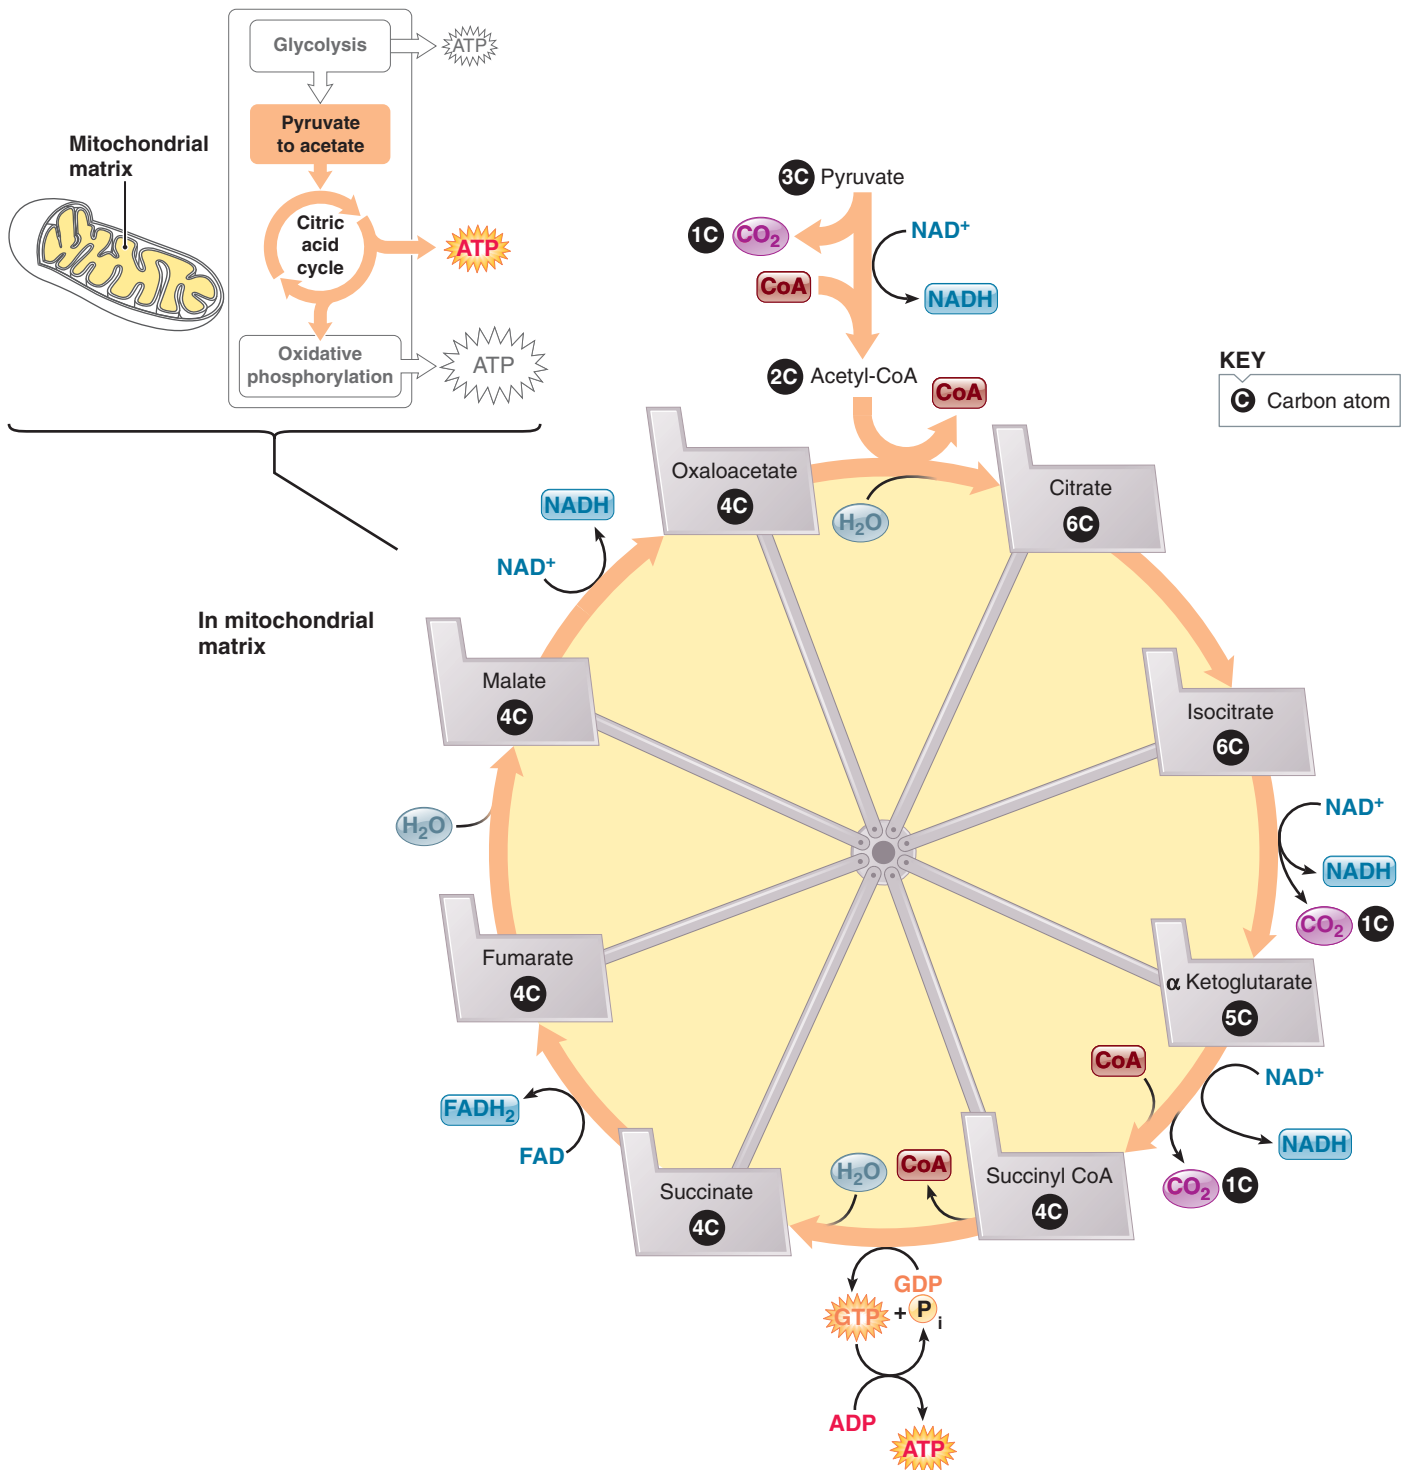 Glycolysis
ATP
Pyruvate
to acetate
Mitochondrial
matrix
Citric
acid
cycle
ATP
Oxidative
phosphorylation
ATP
3C Pyruvate
1C CO2
NAD+
CoA
NADH
2C Acetyl-CoA
CoA
KEY
C Carbon atom
Oxaloacetate
4C
H2O
Citrate
6C
NADH
NAD+
In mitochondrial
matrix
Malate
4C
Isocitrate
6C
NAD+
NADH
CO2 1C
H2O
Fumarate
4C
α Ketoglutarate
5C
CoA
NAD+
NADH
CO2 1C
FADH2
FAD
Succinate
4C
H2O
CoA
Succinyl CoA
4C
GDP
GTP + Pi
ADP
ATP